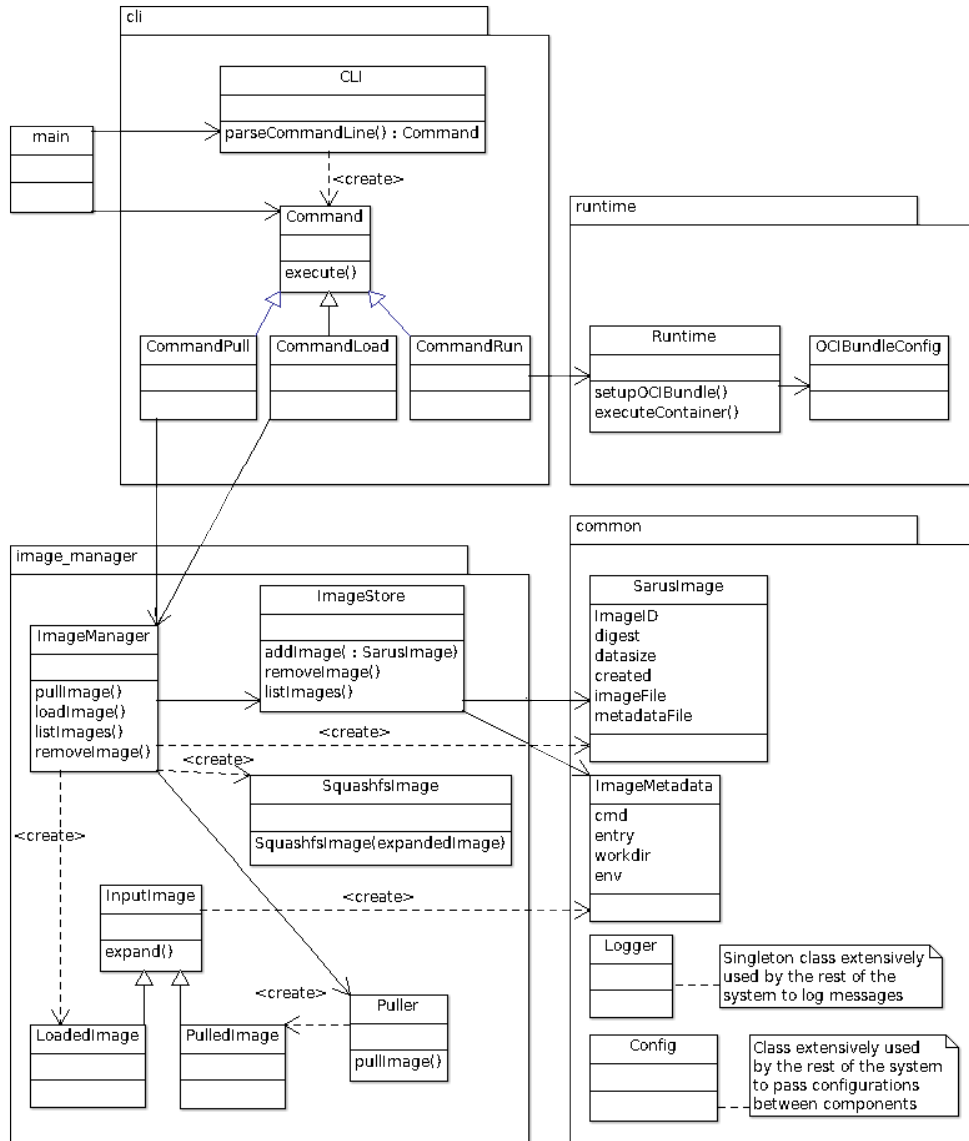 cli
CLI
parseCommandLine() : Command
main
<create>
Command
execute()
runtime
CommandPull
CommandLoad
CommandRun
Runtime
setupOCIBundle()
executeContainer()
OCIBundleConfig
image_manager
ImageManager
pullImage()
loadImage()
listImages()
removeImage()
ImageStore
addImage( : SarusImage)
removeImage()
listImages()
common
SarusImage
ImageID
digest
datasize
created
imageFile
metadataFile
<create>
<create>
SquashfsImage
SquashfsImage(expandedImage)
ImageMetadata
cmd
entry
workdir
env
<create>
<create>
InputImage
expand()
<create>
LoadedImage
PulledImage
Puller
pullImage()
Logger
Singleton class extensively
used by the rest of the
system to log messages
Config
Class extensively used
by the rest of the system
to pass configurations
between components